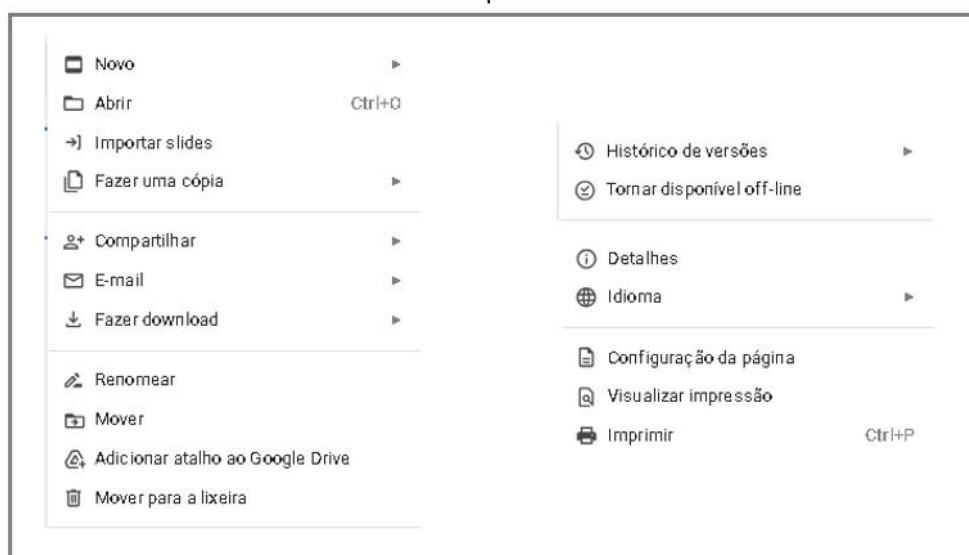 Novo
Abrir Ctrl+O
Importar slides
Fazer uma cópia
Compartilhar
E-mail
Fazer download
Renomear
Mover
Adicionar atalho ao Google Drive
Mover para a lixeira
Histórico de versões
Tornar disponível off-line
Detalhes
Idioma
Configuração da página
Visualizar impressão
Imprimir Ctrl+P